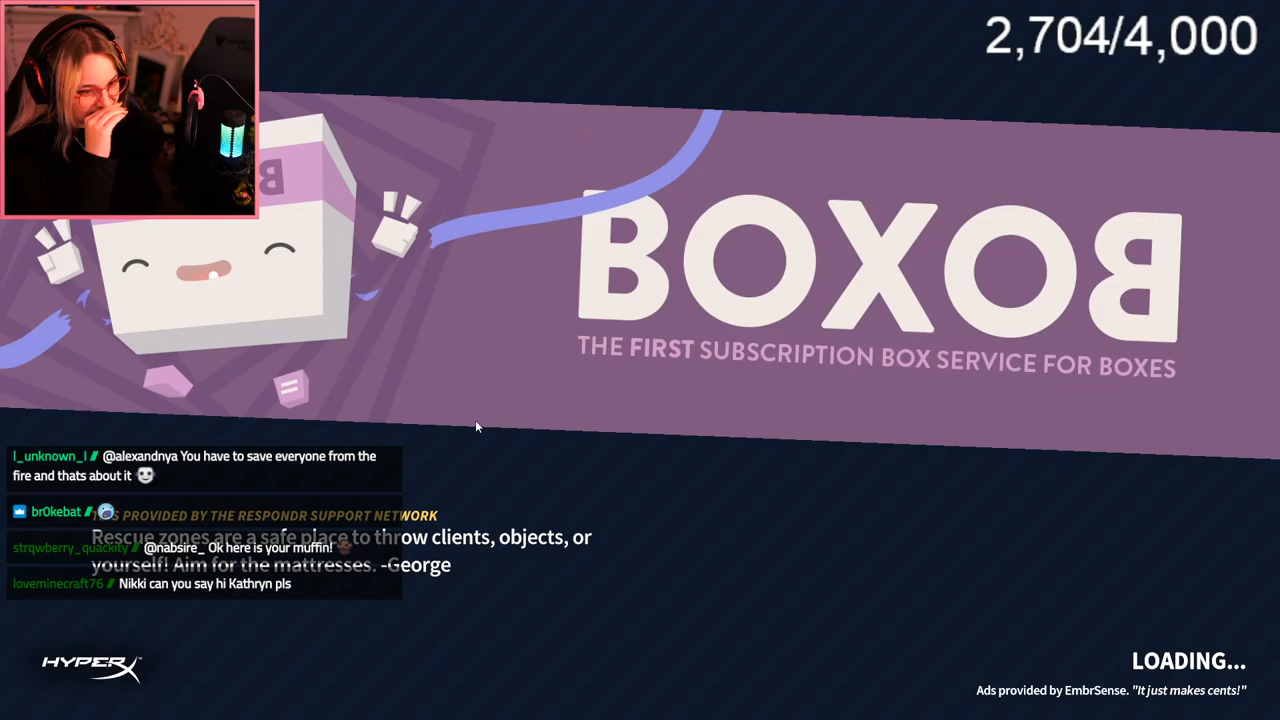 2,704/4,000
B
BOXOB
THE FIRST SUBSCRIPTION BOX SERVICE FOR BOXES
l_unknown_l // @alexandnya You have to save everyone from the
fire and thats about it
br0kebat //
PROVIDED BY THE RESPONDR SUPPORT NETWORK
Rescue zones are a safe place to throw clients, objects, or
strqwberry_quackity // @nabsire_ Ok here is your muffin!
yourself! Aim for the mattresses. -George
loveminecraft76 // Nikki can you say hi Kathryn pls
HYPERX
LOADING...
Ads provided by EmbrSense. "It just makes cents!"